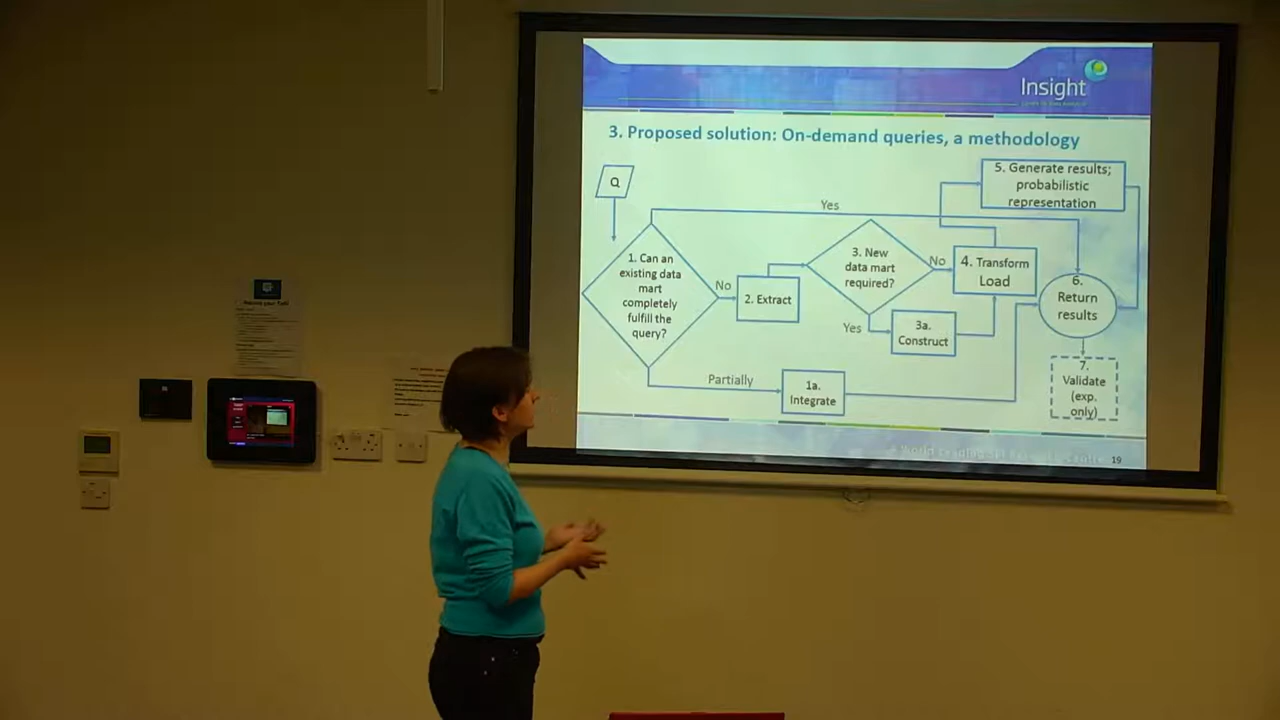 Insight
3. Proposed solution: On-demand queries, a methodology
Q
5. Generate results;
probabilistic
representation
Yes
1. Can an
existing data
mart
completely
fulfill the
query?
No
2. Extract
3. New
data mart
required?
No
4. Transform
Load
Yes
3a.
Construct
6.
Return
results
Partially
1a.
Integrate
7.
Validate
(exp.
only)
19